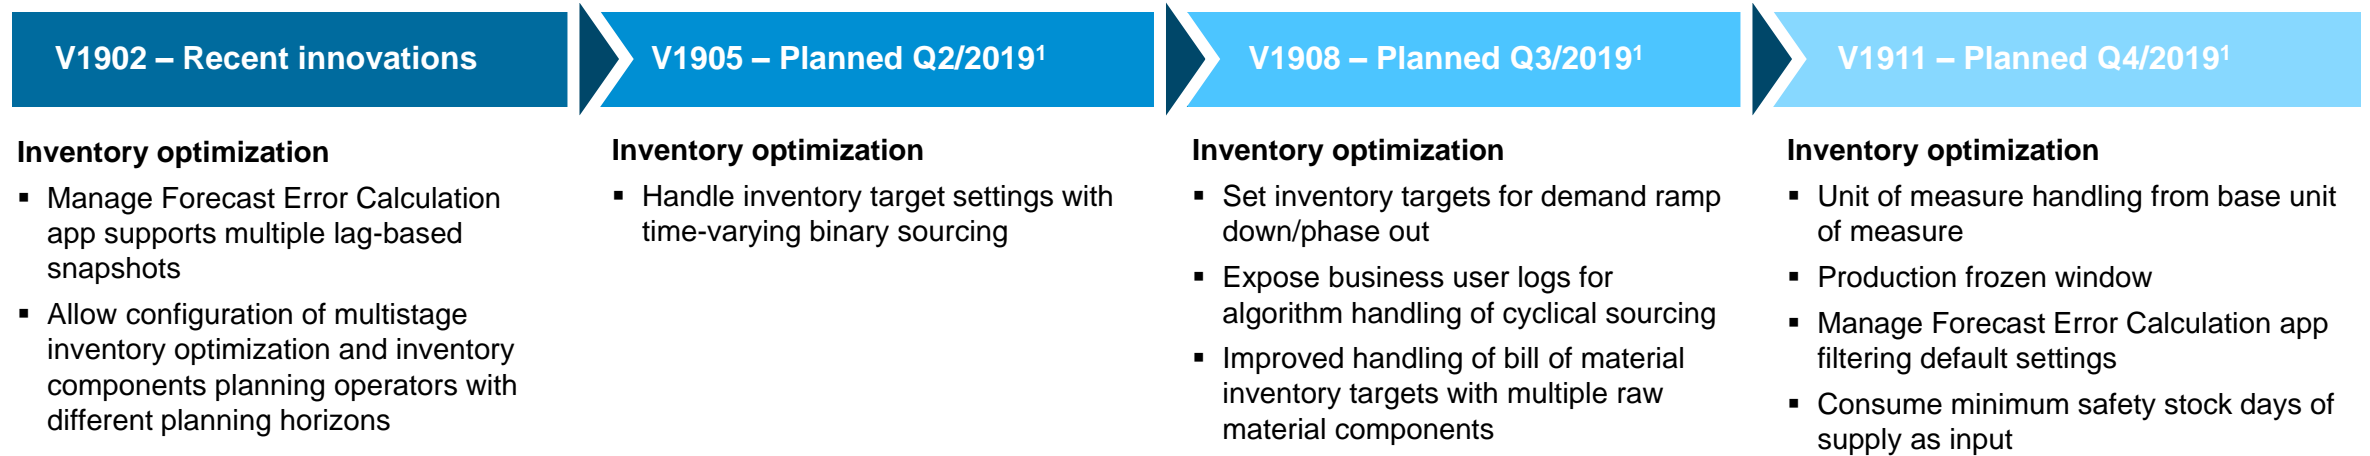 V1902 – Recent innovations
Inventory optimization
▪ Manage Forecast Error Calculation
app supports multiple lag-based
snapshots
▪ Allow configuration of multistage
inventory optimization and inventory
components planning operators with
different planning horizons
V1905 – Planned Q2/2019¹
Inventory optimization
▪ Handle inventory target settings with
time-varying binary sourcing
V1908 – Planned Q3/2019¹
Inventory optimization
▪ Set inventory targets for demand ramp
down/phase out
▪ Expose business user logs for
algorithm handling of cyclical sourcing
▪ Improved handling of bill of material
inventory targets with multiple raw
material components
V1911 – Planned Q4/2019¹
Inventory optimization
▪ Unit of measure handling from base unit
of measure
▪ Production frozen window
▪ Manage Forecast Error Calculation app
filtering default settings
▪ Consume minimum safety stock days of
supply as input